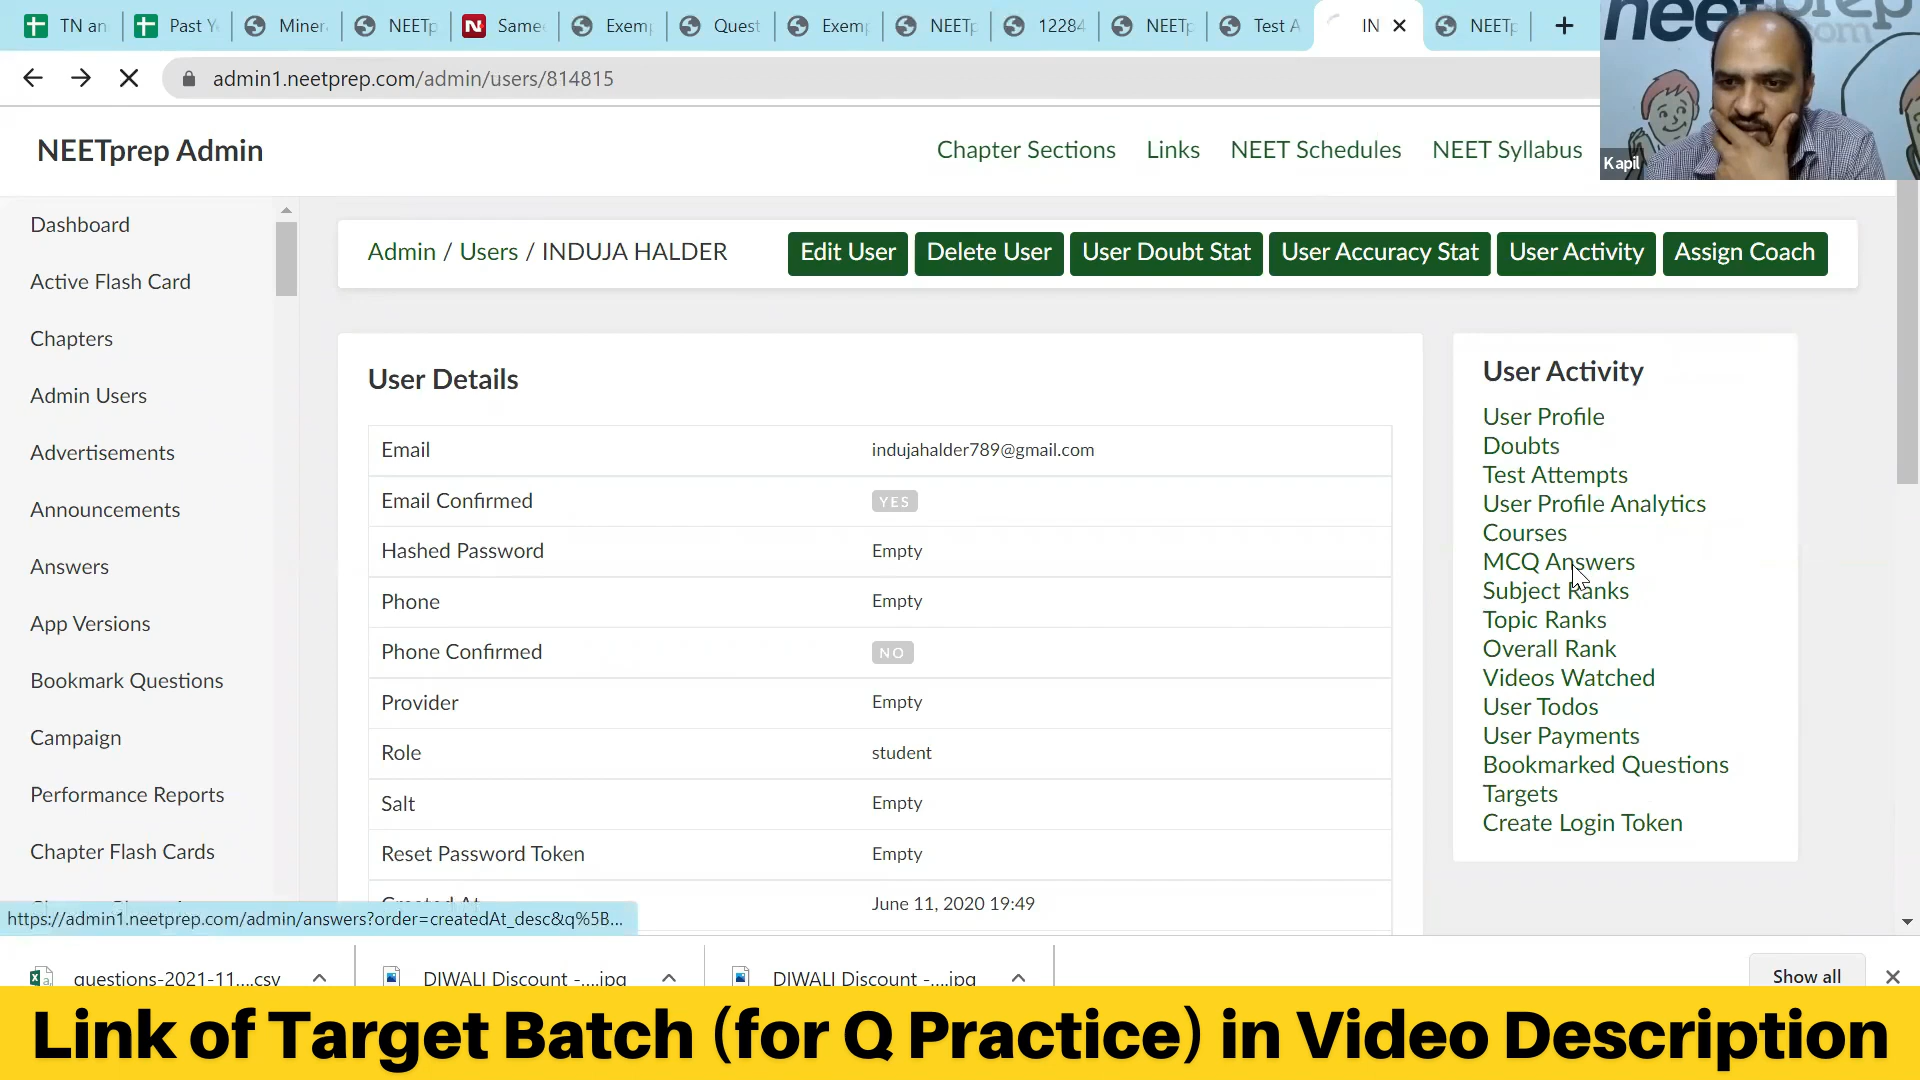 TN an
Past Y
Miner
NEETp
Same
Exemp
Quest
Exemp
NEETp
12284
NEETp
Test A
IN
NEETp
neetprep
.com
admin1.neetprep.com/admin/users/814815
Kapil
NEETprep Admin
Chapter Sections
Links
NEET Schedules
NEET Syllabus
Dashboard
Active Flash Card
Chapters
Admin Users
Advertisements
Announcements
Answers
App Versions
Bookmark Questions
Campaign
Performance Reports
Chapter Flash Cards
Admin / Users / INDUJA HALDER
Edit User
Delete User
User Doubt Stat
User Accuracy Stat
User Activity
Assign Coach
User Details
Email indujahalder789@gmail.com
Email Confirmed YES
Hashed Password Empty
Phone Empty
Phone Confirmed NO
Provider Empty
Role student
Salt Empty
Reset Password Token Empty
Created At June 11, 2020 19:49
User Activity
User Profile
Doubts
Test Attempts
User Profile Analytics
Courses
MCQ Answers
Subject Ranks
Topic Ranks
Overall Rank
Videos Watched
User Todos
User Payments
Bookmarked Questions
Targets
Create Login Token
https://admin1.neetprep.com/admin/answers?order=createdAt_desc&q%5B...
questions-2021-11....csv
DIWALI Discount -....jpg
DIWALI Discount -....jpg
Show all
Link of Target Batch (for Q Practice) in Video Description